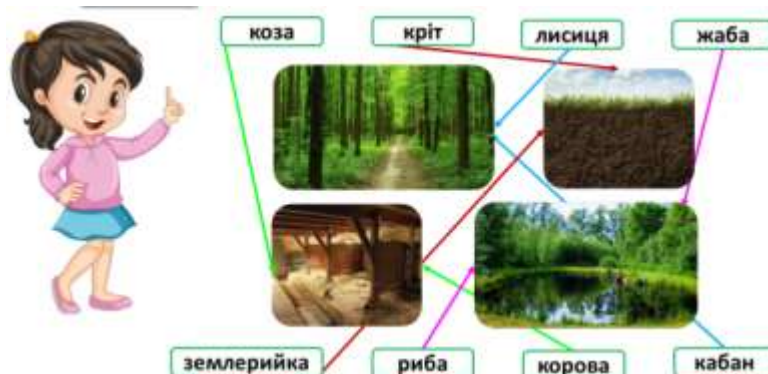 коза
кріт
лисиця
жаба
землерийка
риба
корова
кабан